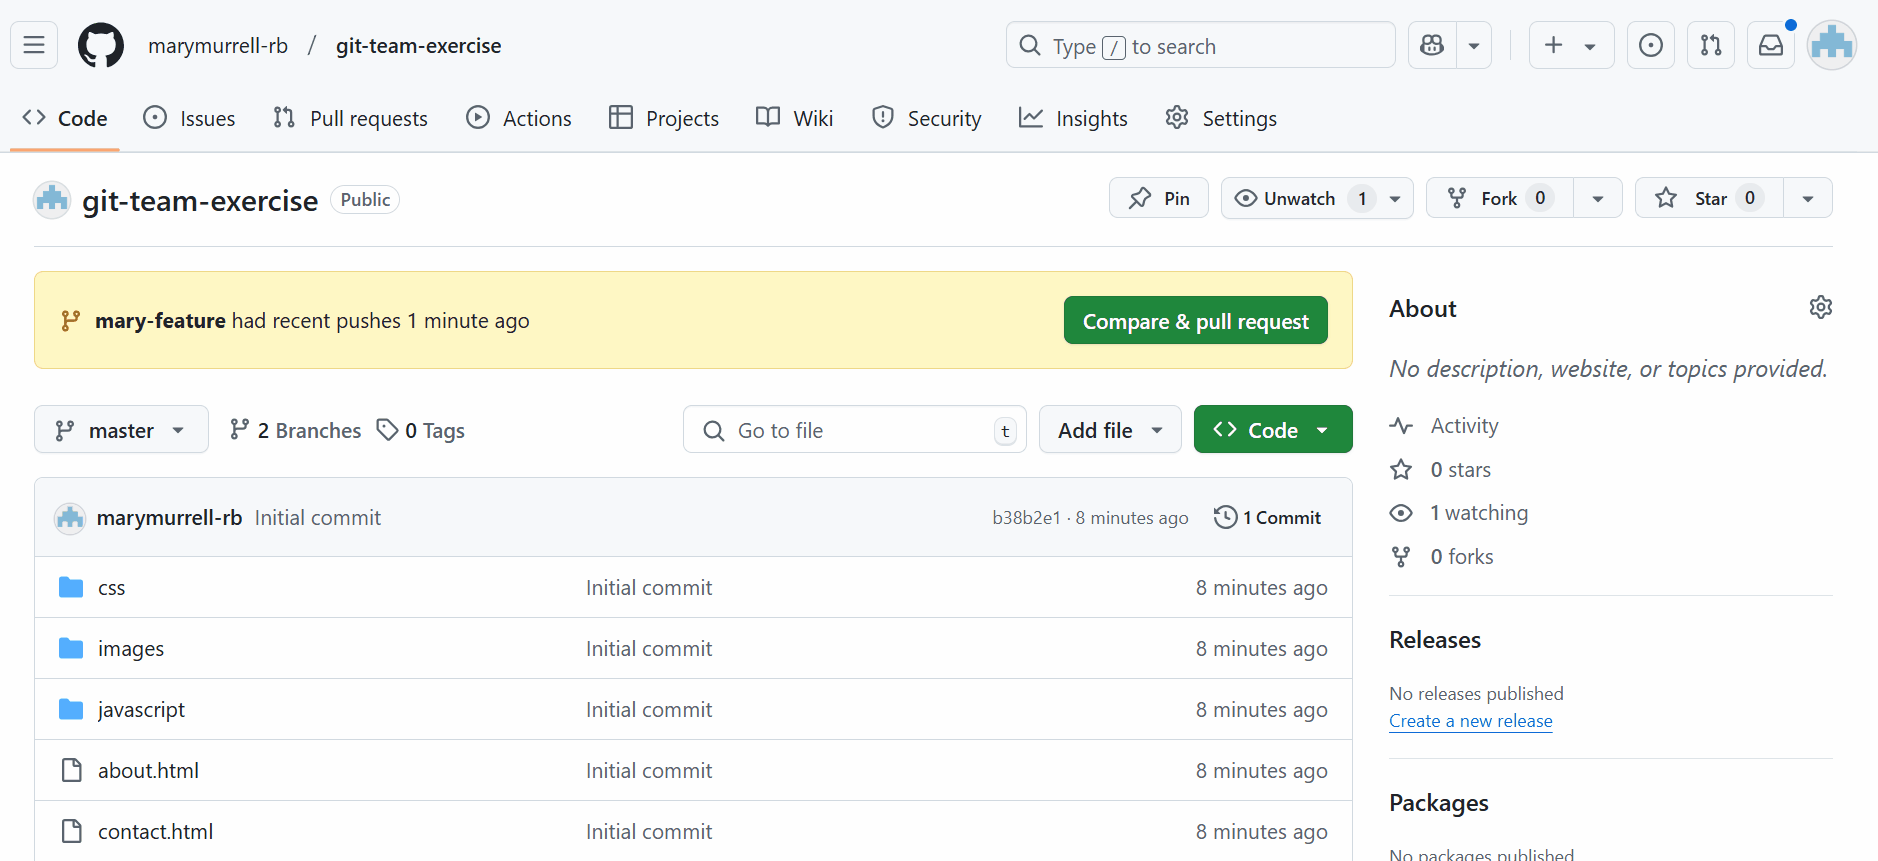 marymurrell-rb / git-team-exercise
Type / to search
Code Issues Pull requests Actions Projects Wiki Security Insights Settings
git-team-exercise Public
Pin Unwatch 1 Fork 0 Star 0
mary-feature had recent pushes 1 minute ago
Compare & pull request
master 2 Branches 0 Tags
Go to file t
Add file
Code
marymurrell-rb Initial commit b38b2e1 · 8 minutes ago 1 Commit
css Initial commit 8 minutes ago
images Initial commit 8 minutes ago
javascript Initial commit 8 minutes ago
about.html Initial commit 8 minutes ago
contact.html Initial commit 8 minutes ago
About
No description, website, or topics provided.
Activity
0 stars
1 watching
0 forks
Releases
No releases published
Create a new release
Packages
No packages published